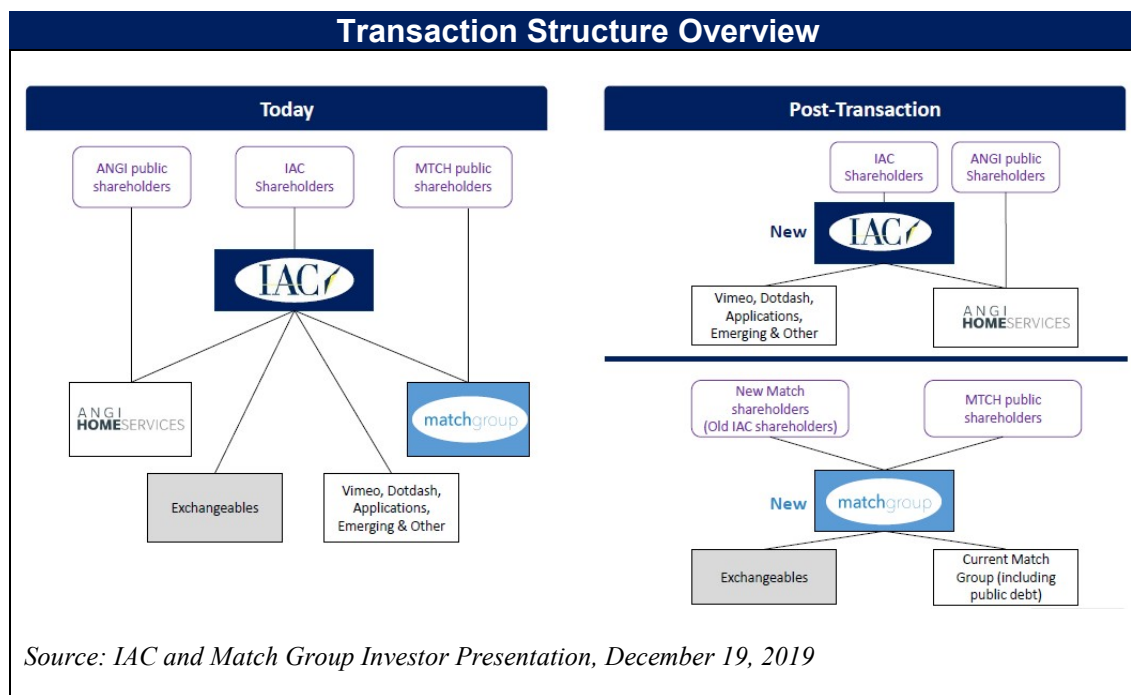 Transaction Structure Overview
Today
ANGI public
shareholders
IAC
Shareholders
MTCH public
shareholders
IAC
ANGI
HOMESERVICES
matchgroup
Exchangeables
Vimeo, Dotdash,
Applications,
Emerging & Other
Post-Transaction
IAC
Shareholders
ANGI public
Shareholders
New
IAC
Vimeo, Dotdash,
Applications,
Emerging & Other
ANGI
HOMESERVICES
New Match
shareholders
(Old IAC shareholders)
MTCH public
shareholders
New
matchgroup
Exchangeables
Current Match
Group (including
public debt)
Source: IAC and Match Group Investor Presentation, December 19, 2019